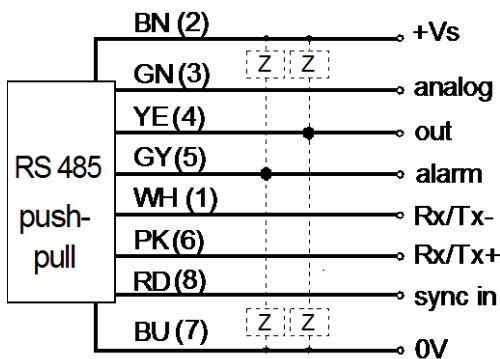 BN (2) +Vs
Z Z
GN (3) analog
YE (4) out
GY (5) alarm
RS 485
push-
pull
WH (1) Rx/Tx-
PK (6) Rx/Tx+
RD (8) sync in
Z Z
BU (7) 0V